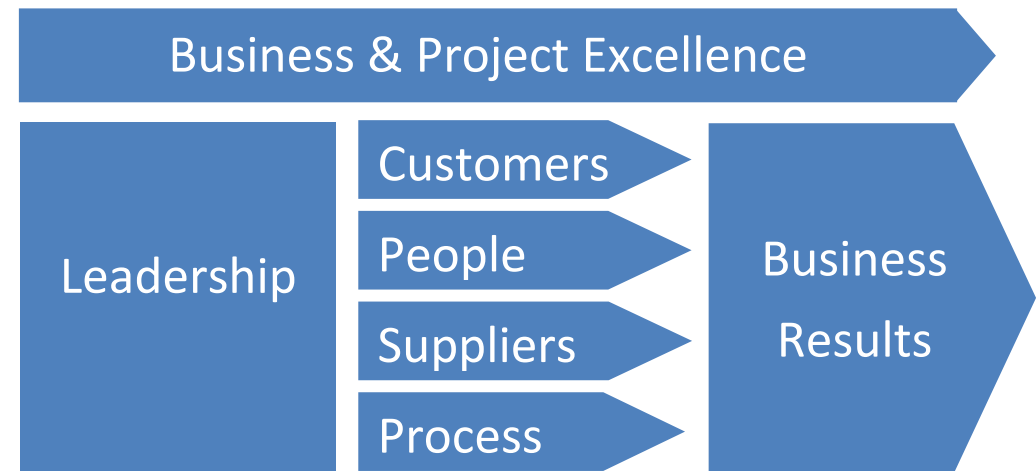 Business & Project Excellence
Leadership
Customers
People
Suppliers
Process
Business
Results